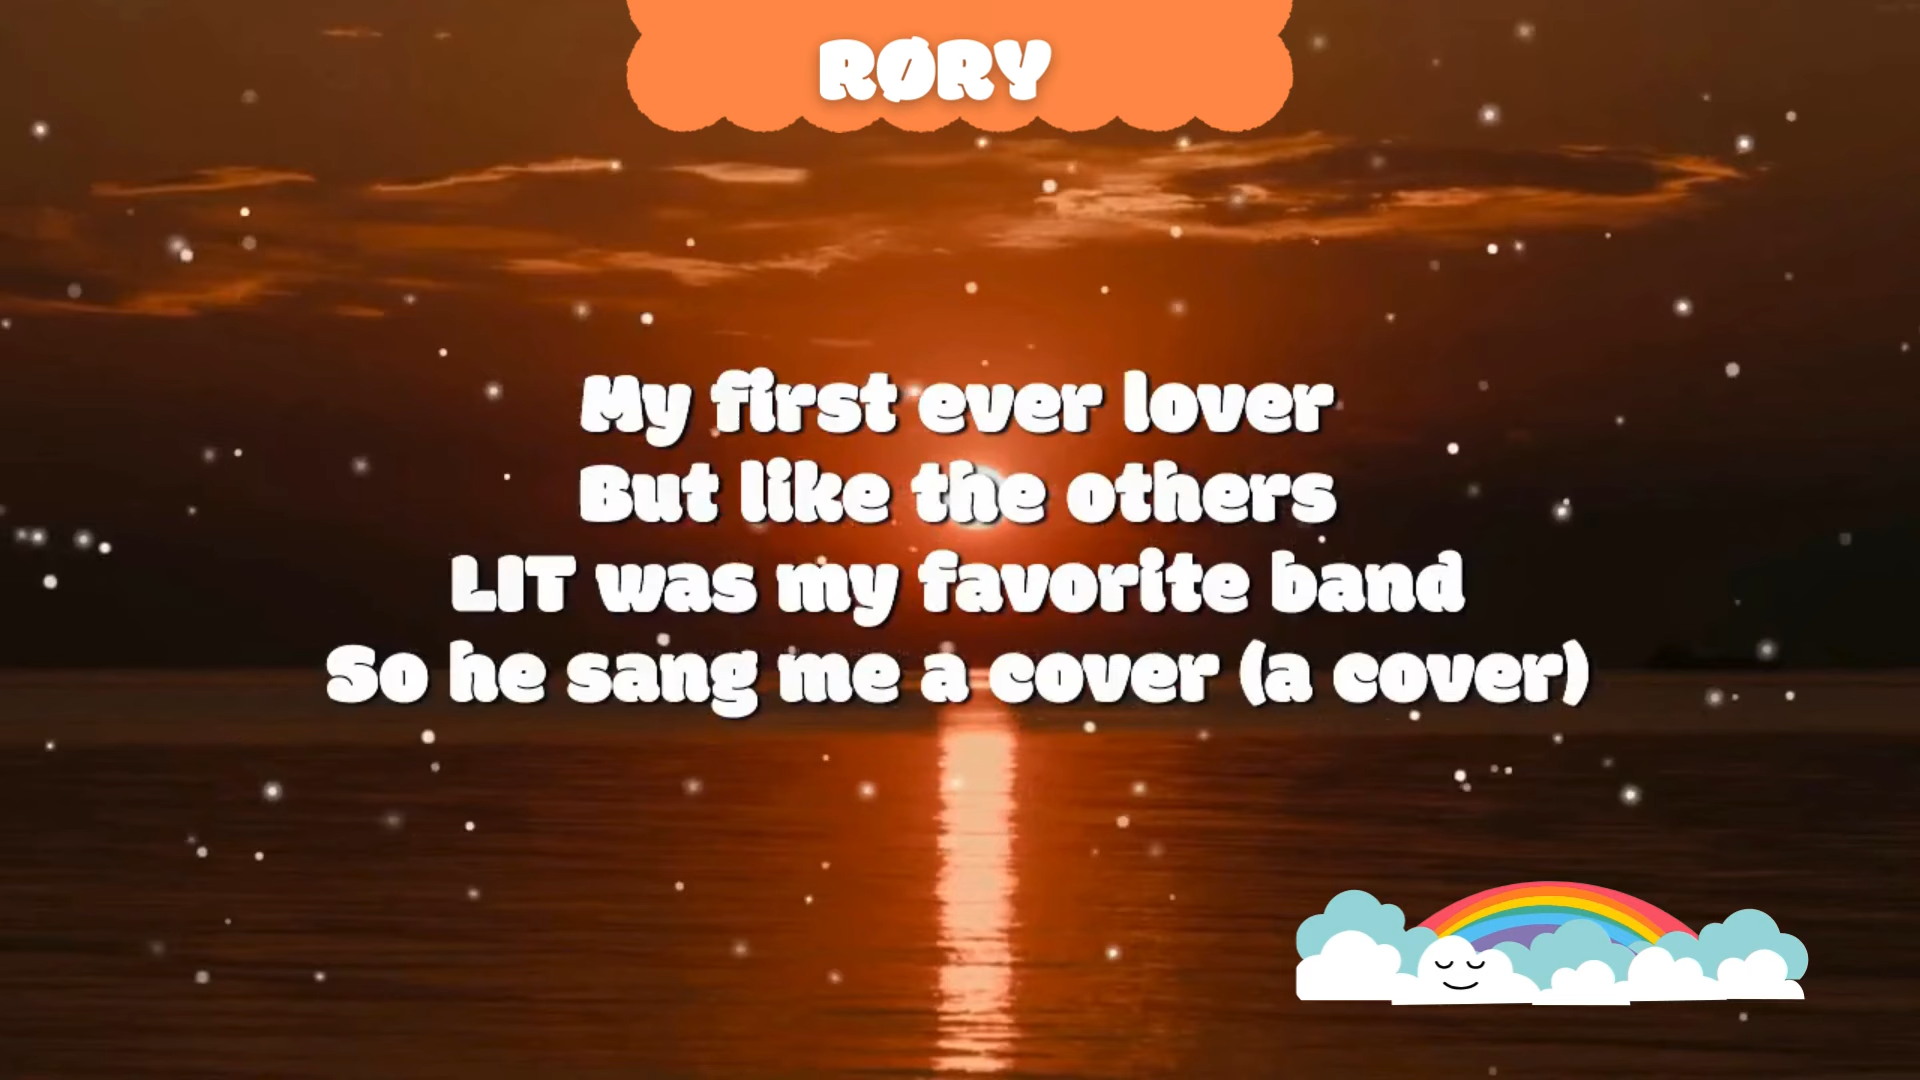 RØRY
My first ever lover
But like the others
LIT was my favorite band
So he sang me a cover (a cover)